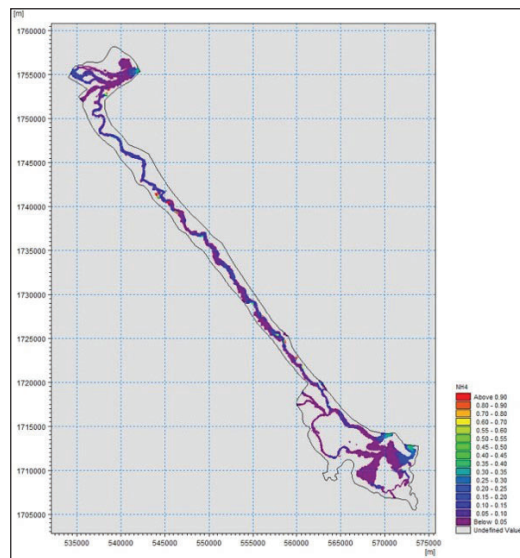 [m]
1760000
1755000
1750000
1745000
1740000
1735000
1730000
1725000
1720000
1715000
1710000
1705000
535000 540000 545000 550000 555000 560000 565000 570000 575000
[m]
NH4
Above 0.90
0.80 - 0.90
0.70 - 0.80
0.60 - 0.70
0.55 - 0.60
0.50 - 0.55
0.45 - 0.50
0.40 - 0.45
0.35 - 0.40
0.30 - 0.35
0.25 - 0.30
0.20 - 0.25
0.15 - 0.20
0.10 - 0.15
0.05 - 0.10
Below 0.05
Undefined Value